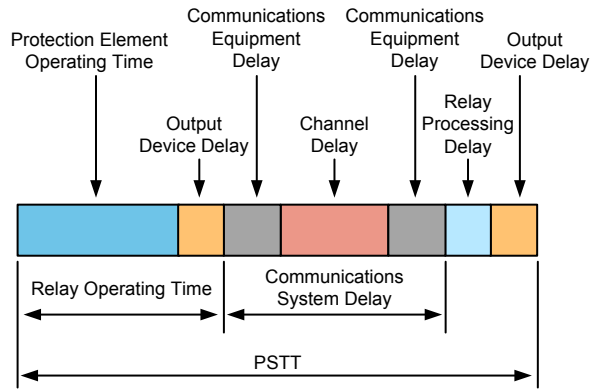 Protection Element
Operating Time
Communications
Equipment
Delay
Communications
Equipment
Delay
Output
Device Delay
Output
Device Delay
Channel
Delay
Relay
Processing
Delay
Relay Operating Time
Communications
System Delay
PSTT